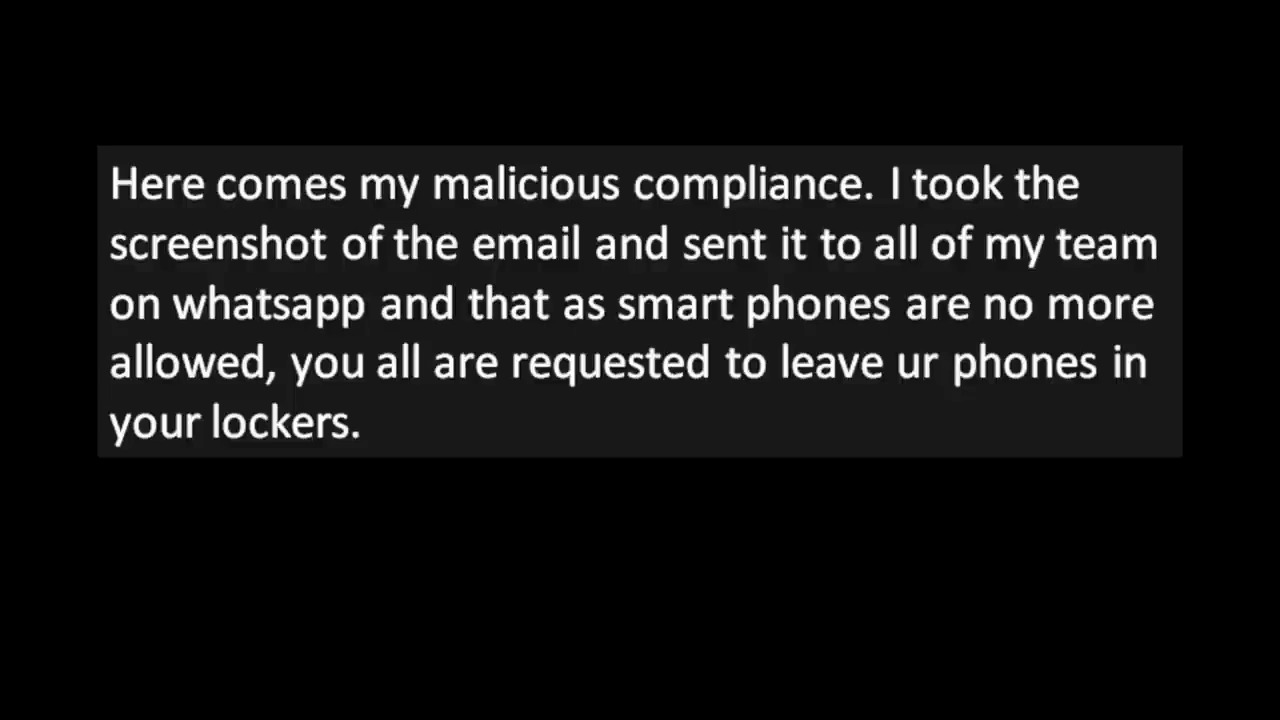 Here comes my malicious compliance. I took the
screenshot of the email and sent it to all of my team
on whatsapp and that as smart phones are no more
allowed, you all are requested to leave ur phones in
your lockers.